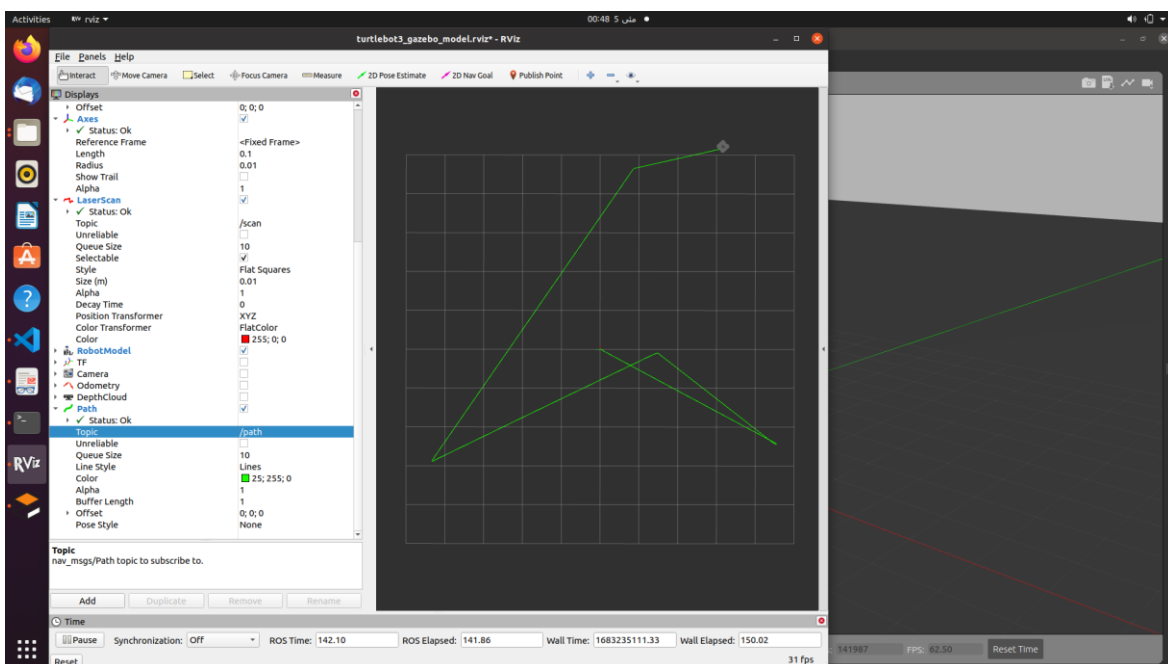 Activities
rviz
00:48 5 مئی
turtlebot3_gazebo_model.rviz* - RViz
File Panels Help
Interact Move Camera Select Focus Camera Measure 2D Pose Estimate 2D Nav Goal Publish Point
Displays
Offset 0; 0; 0
Axes
Status: Ok
Reference Frame <Fixed Frame>
Length 0.1
Radius 0.01
Show Trail
Alpha 1
LaserScan
Status: Ok
Topic /scan
Unreliable
Queue Size 10
Selectable
Style Flat Squares
Size (m) 0.01
Alpha 1
Decay Time 0
Position Transformer XYZ
Color Transformer FlatColor
Color 255; 0; 0
RobotModel
TF
Camera
Odometry
DepthCloud
Path
Status: Ok
Topic /path
Unreliable
Queue Size 10
Line Style Lines
Color 25; 255; 0
Alpha 1
Buffer Length 1
Offset 0; 0; 0
Pose Style None
Topic
nav_msgs/Path topic to subscribe to.
Add Duplicate Remove Rename
Time
Pause Synchronization: Off ROS Time: 142.10 ROS Elapsed: 141.86 Wall Time: 1683235111.33 Wall Elapsed: 150.02
Reset 31 fps
141987 FPS: 62.50 Reset Time
RViz